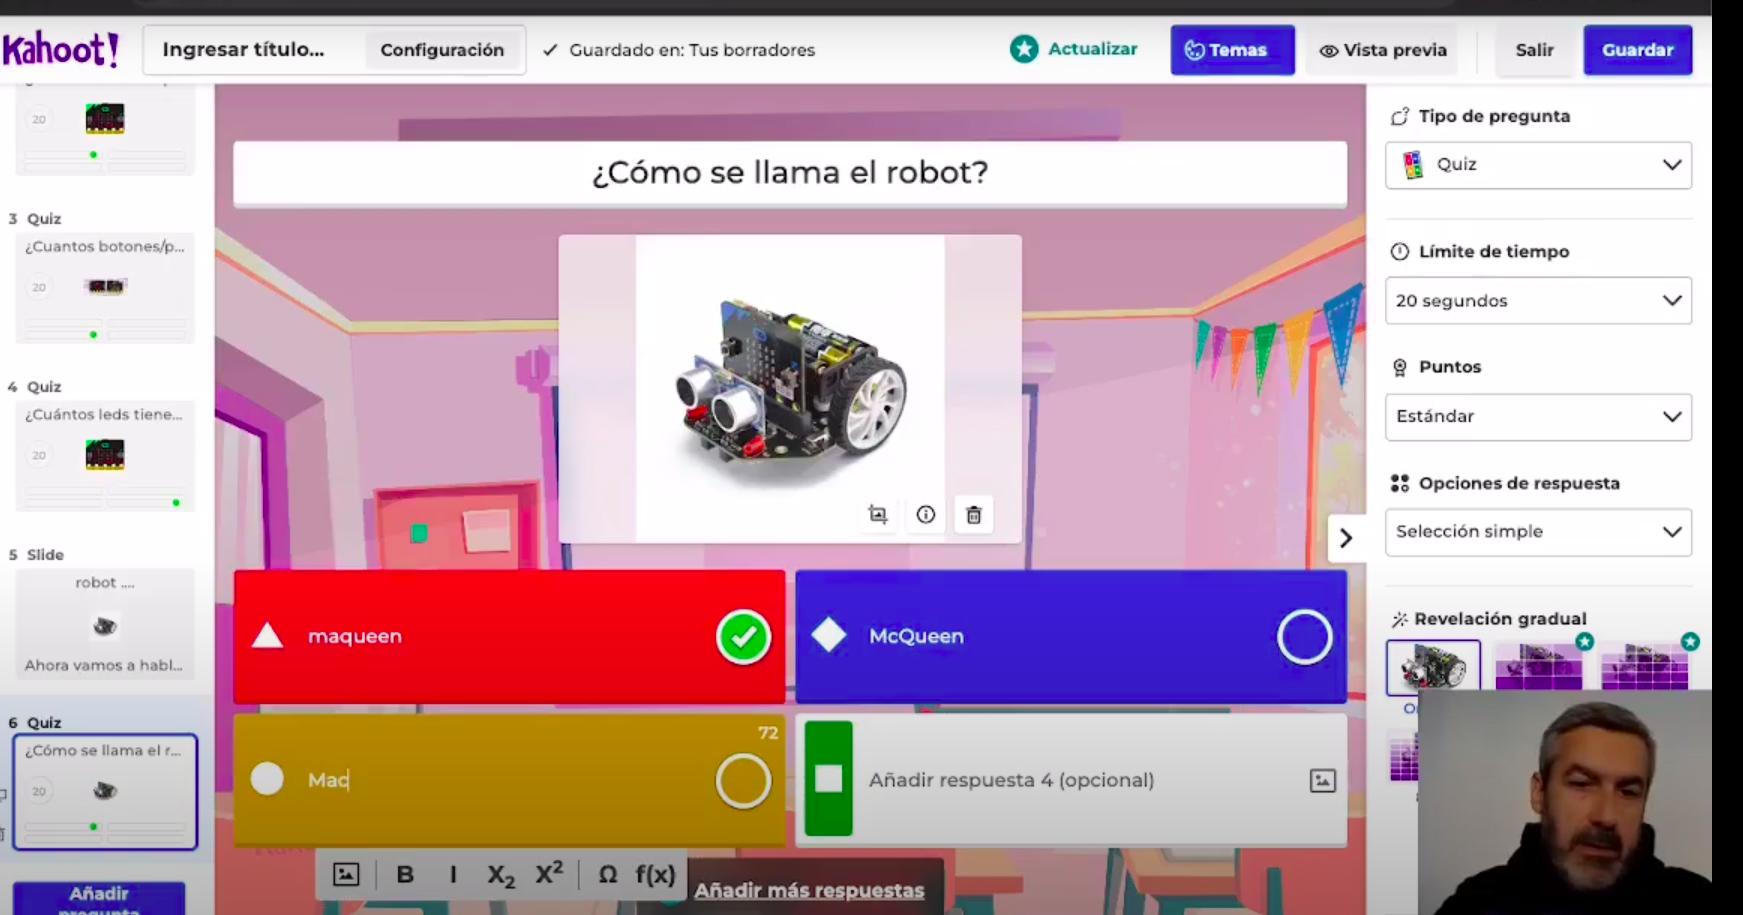 Kahoot!
Ingresar título...
Configuración
Guardado en: Tus borradores
Actualizar
Temas
Vista previa
Salir
Guardar
20
3 Quiz
¿Cuantos botones/p...
20
4 Quiz
¿Cuántos leds tiene...
20
5 Slide
robot ....
Ahora vamos a habl...
6 Quiz
¿Cómo se llama el r...
20
Añadir
pregunta
¿Cómo se llama el robot?
maqueen
McQueen
72
Mac
Añadir respuesta 4 (opcional)
B I X₂ X² Ω f(x)
Añadir más respuestas
Tipo de pregunta
Quiz
Límite de tiempo
20 segundos
Puntos
Estándar
Opciones de respuesta
Selección simple
Revelación gradual